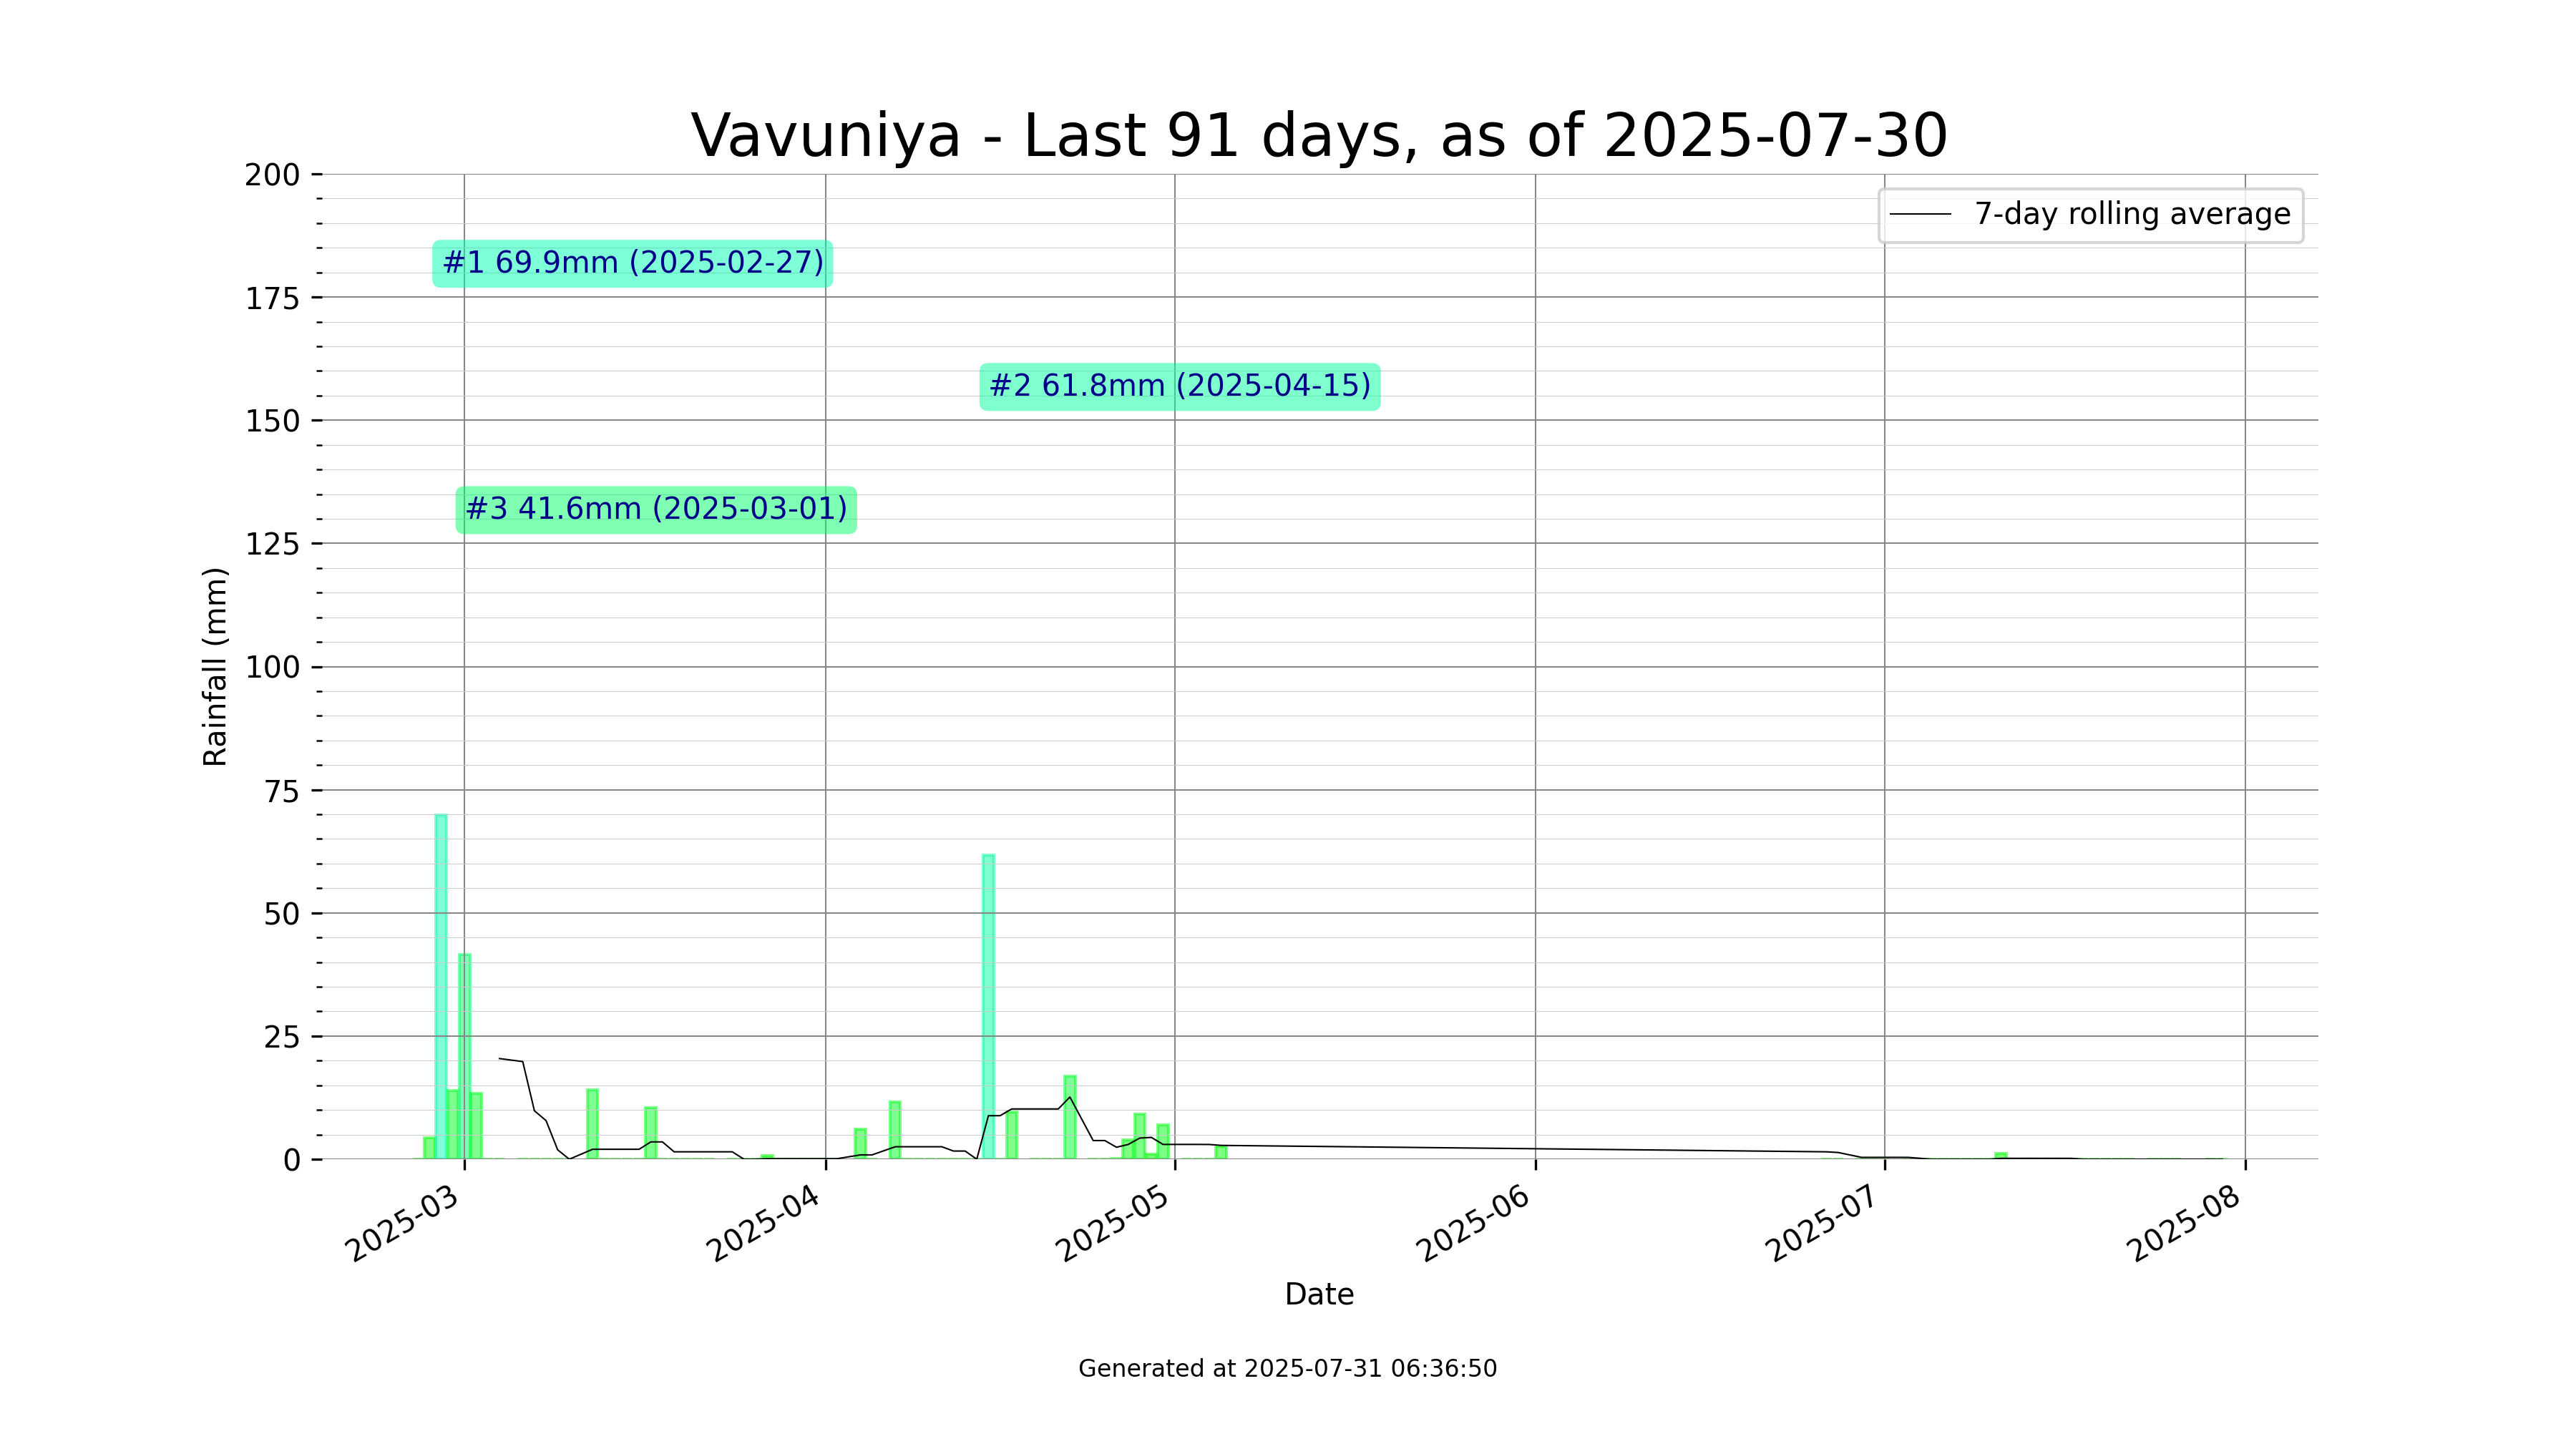 Vavuniya - Last 91 days, as of 2025-07-30
200
175
150
125
100
75
50
25
0
Rainfall (mm)
7-day rolling average
#1 69.9mm (2025-02-27)
#2 61.8mm (2025-04-15)
#3 41.6mm (2025-03-01)
2025-03
2025-04
2025-05
2025-06
2025-07
2025-08
Date
Generated at 2025-07-31 06:36:50